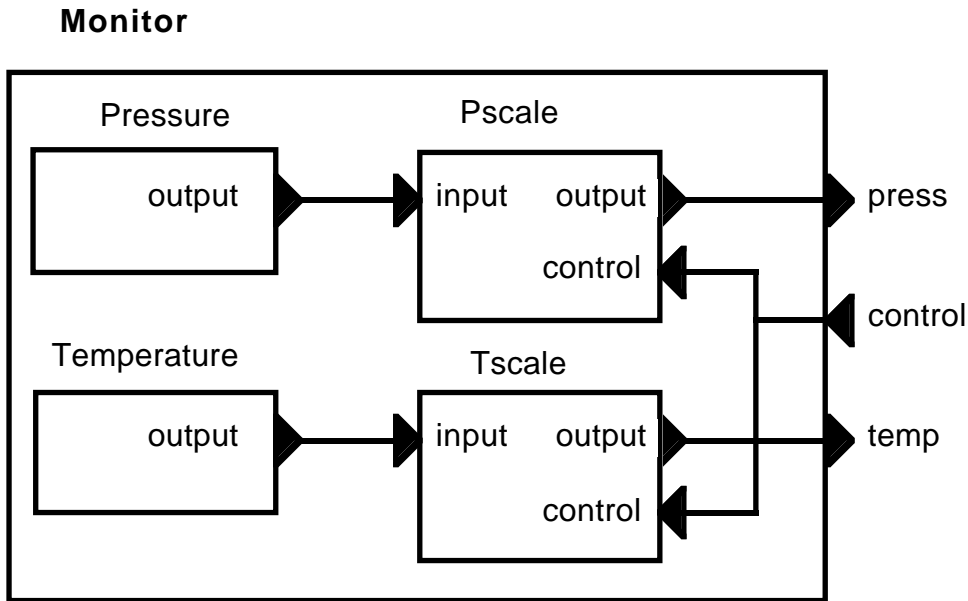 Monitor
Pressure
Pscale
output
input
output
press
control
control
Temperature
Tscale
output
input
output
temp
control